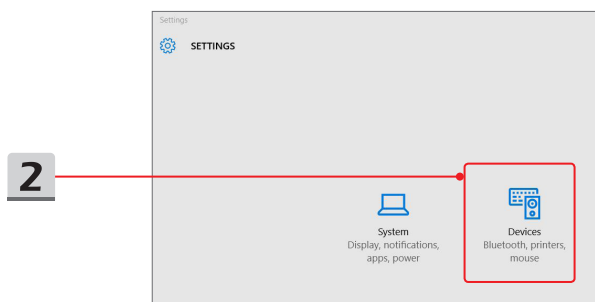 Settings
SETTINGS
2
System
Display, notifications,
apps, power
Devices
Bluetooth, printers,
mouse